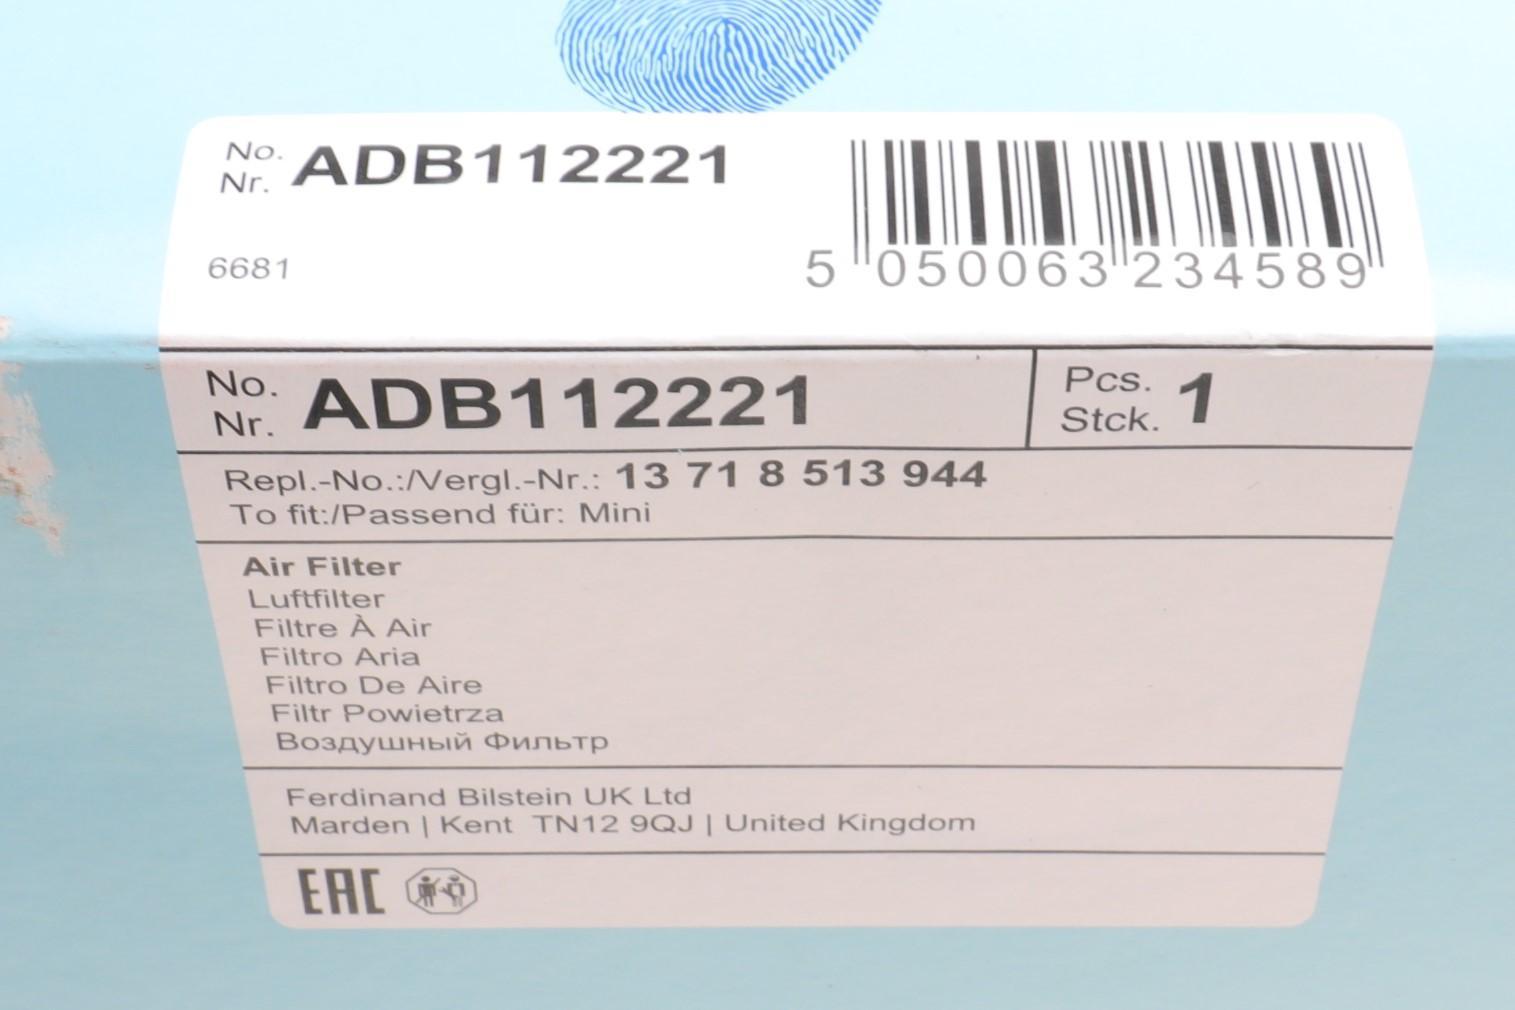 No.
Nr. ADB112221
6681
5 050063 234589
No.
Nr. ADB112221
Pcs.
Stck. 1
Repl.-No.:/Vergl.-Nr.: 13 71 8 513 944
To fit:/Passend für: Mini
Air Filter
Luftfilter
Filtre À Air
Filtro Aria
Filtro De Aire
Filtr Powietrza
Воздушный Фильтр
Ferdinand Bilstein UK Ltd
Marden | Kent TN12 9QJ | United Kingdom
EAC